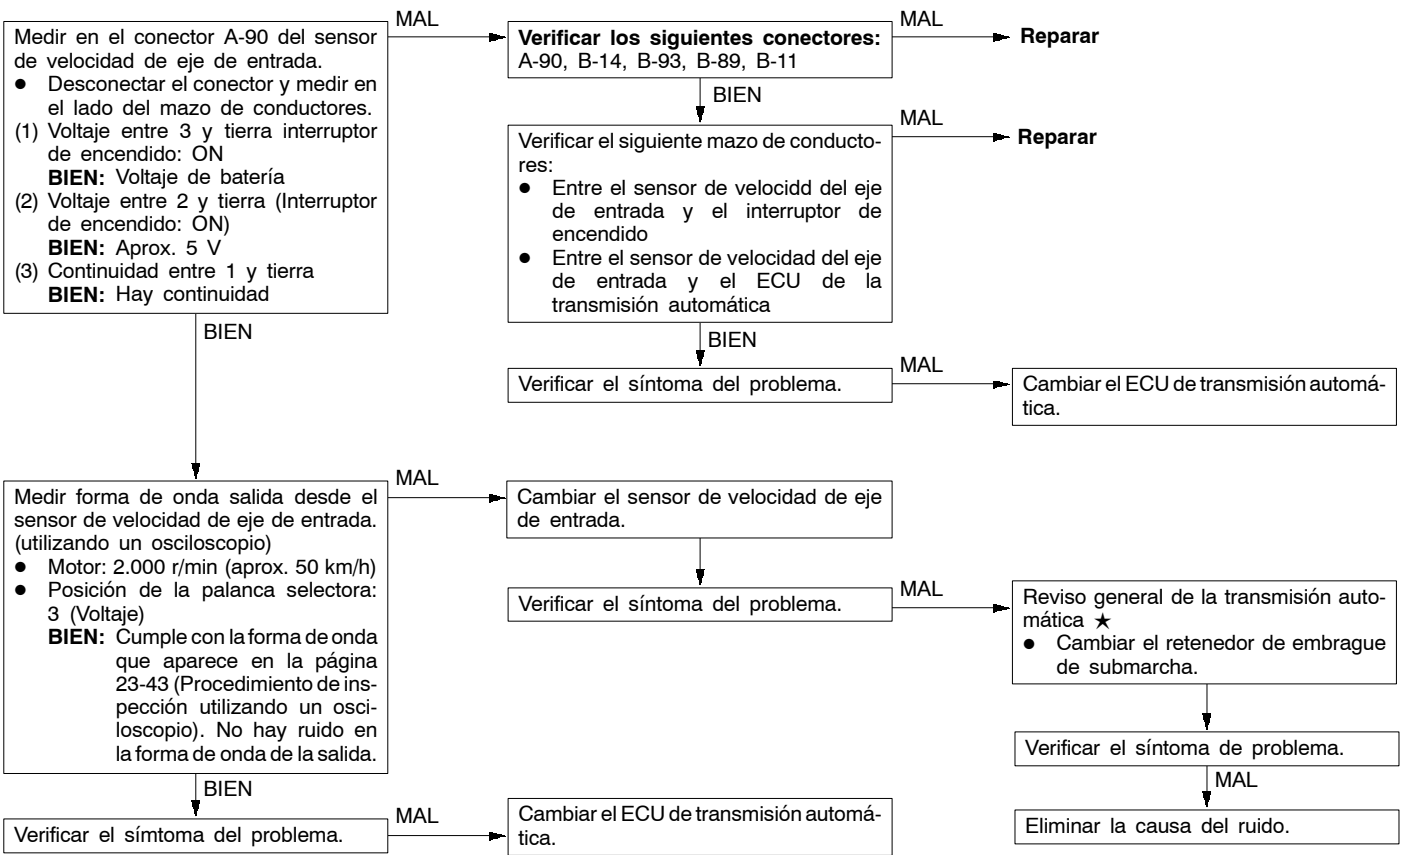 MAL
MAL
Medir en el conector A-90 del sensor
de velocidad de eje de entrada.
● Desconectar el conector y medir en
el lado del mazo de conductores.
(1) Voltaje entre 3 y tierra interruptor
de encendido: ON
BIEN: Voltaje de batería
(2) Voltaje entre 2 y tierra (Interruptor
de encendido: ON)
BIEN: Aprox. 5 V
(3) Continuidad entre 1 y tierra
BIEN: Hay continuidad
Verificar los siguientes conectores:
A-90, B-14, B-93, B-89, B-11
Reparar
BIEN
MAL
Verificar el siguiente mazo de conducto-
res:
● Entre el sensor de velocidd del eje
de entrada y el interruptor de
encendido
● Entre el sensor de velocidad del eje
de entrada y el ECU de la
transmisión automática
Reparar
BIEN
BIEN
MAL
Verificar el síntoma del problema.
Cambiar el ECU de transmisión automá-
tica.
MAL
Medir forma de onda salida desde el
sensor de velocidad de eje de entrada.
(utilizando un osciloscopio)
● Motor: 2.000 r/min (aprox. 50 km/h)
● Posición de la palanca selectora:
3 (Voltaje)
BIEN: Cumple con la forma de onda
que aparece en la página
23-43 (Procedimiento de ins-
pección utilizando un osci-
loscopio). No hay ruido en
la forma de onda de la salida.
Cambiar el sensor de velocidad de eje
de entrada.
MAL
Verificar el síntoma del problema.
Reviso general de la transmisión auto-
mática ★
● Cambiar el retenedor de embrague
de submarcha.
Verificar el síntoma de problema.
MAL
Eliminar la causa del ruido.
BIEN
MAL
Verificar el símtoma del problema.
Cambiar el ECU de transmisión automá-
tica.